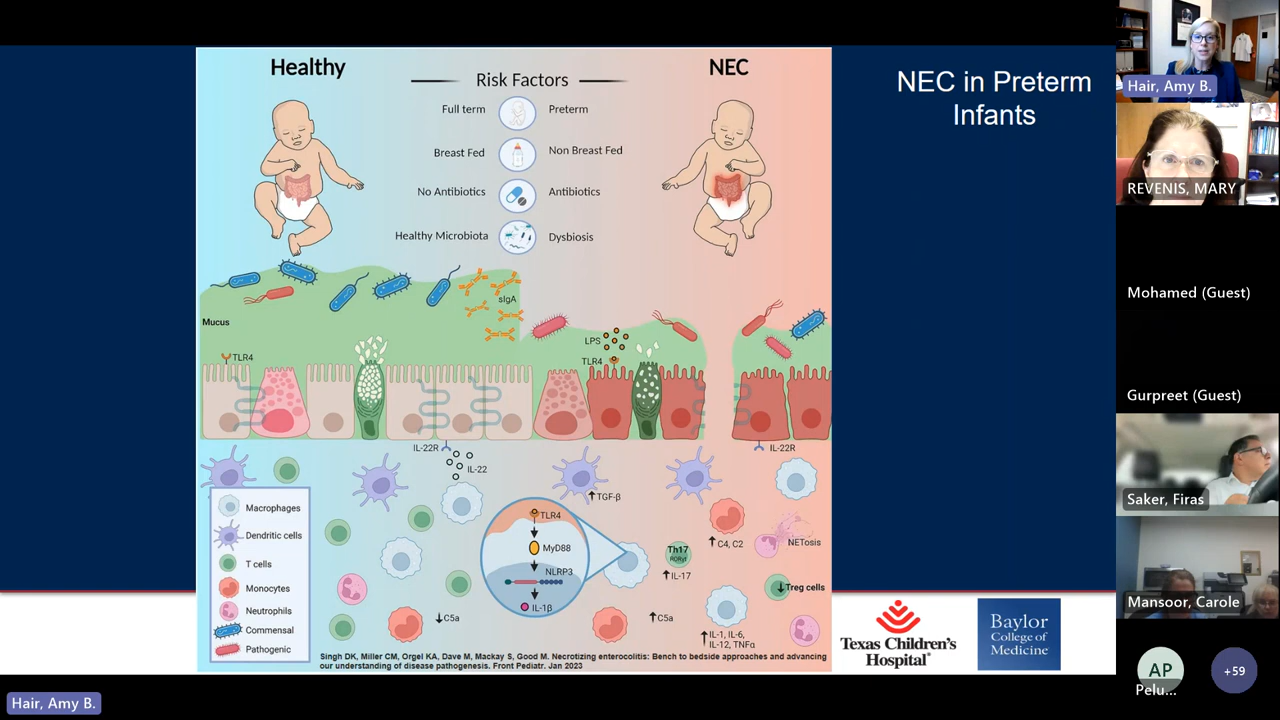 Healthy
NEC
Risk Factors
Full term
Preterm
Breast Fed
Non Breast Fed
No Antibiotics
Antibiotics
Healthy Microbiota
Dysbiosis
NEC in Preterm
Infants
sIgA
Mucus
TLR4
LPS
TLR4
IL-22R
IL-22
IL-22R
↑TGF-β
Macrophages
Dendritic cells
T cells
Monocytes
Neutrophils
Commensal
Pathogenic
TLR4
MyD88
NLRP3
IL-1β
↓C5a
↑C5a
Th17
RORγt
↑IL-17
↑C4, C2
NETosis
↓Treg cells
↑IL-1, IL-6,
IL-12, TNFα
Singh DK, Miller CM, Orgel KA, Dave M, Mackay S, Good M. Necrotizing enterocolitis: Bench to bedside approaches and advancing
our understanding of disease pathogenesis. Front Pediatr. Jan 2023
Texas Children's
Hospital®
Baylor
College of
Medicine
Hair, Amy B.
REVENIS, MARY
Mohamed (Guest)
Gurpreet (Guest)
Saker, Firas
Mansoor, Carole
AP
Pelu...
+59
Hair, Amy B.